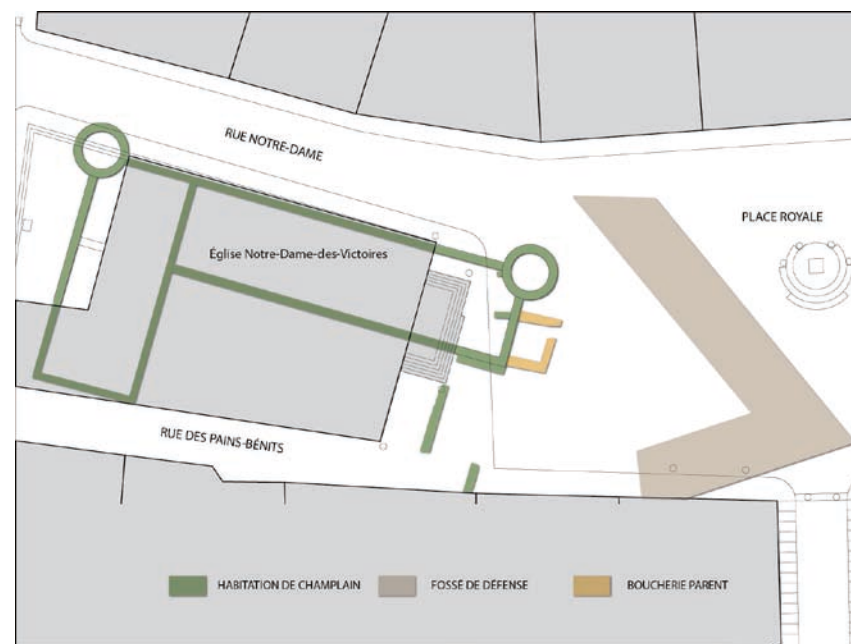 RUE NOTRE-DAME
PLACE ROYALE
Église Notre-Dame-des-Victoires
RUE DES PAINS-BÉNITS
HABITATION DE CHAMPLAIN
FOSSÉ DE DÉFENSE
BOUCHERIE PARENT